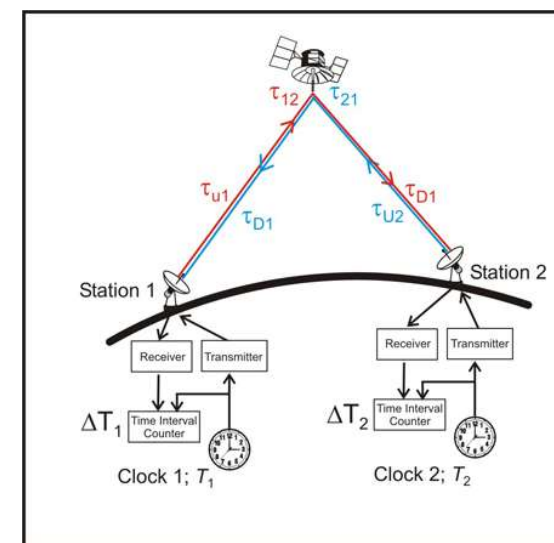 τ12 τ21
τu1 τD1
τD1 τU2
Station 1 Station 2
Receiver Transmitter Receiver Transmitter
ΔT1 Time Interval Counter ΔT2 Time Interval Counter
Clock 1; T1 Clock 2; T2